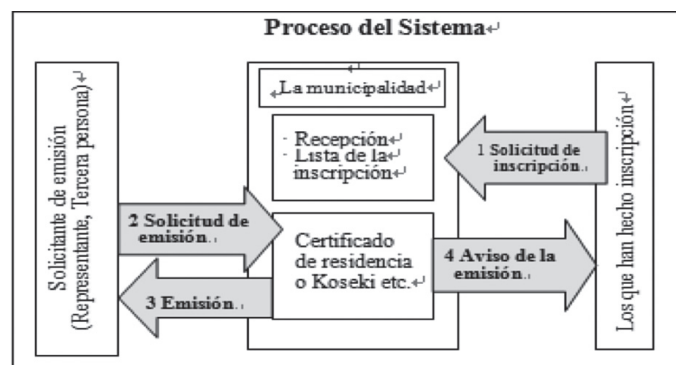 Proceso del Sistema
Solicitante de emisión
(Representante, Tercera persona)
La municipalidad
· Recepción
· Lista de la
inscripción
1 Solicitud de
inscripción
Los que han hecho inscripción
2 Solicitud de
emisión
Certificado
de residencia
o Koseki etc.
4 Aviso de la
emisión
3 Emisión